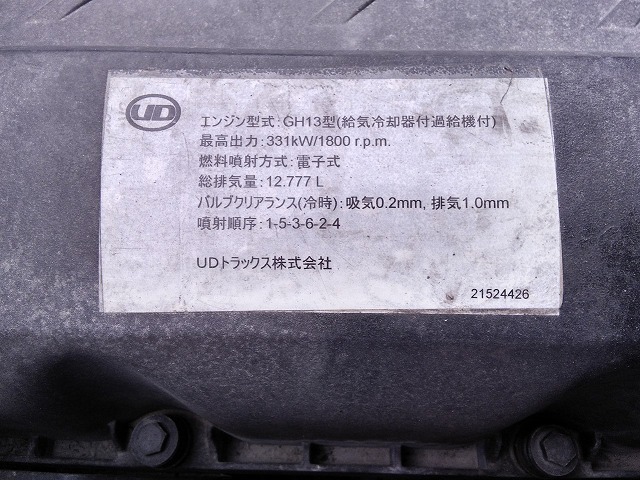 UD
エンジン型式:GH13型(給気冷却器付過給機付)
最高出力:331kW/1800 r.p.m.
燃料噴射方式:電子式
総排気量:12.777 L
バルブクリアランス(冷時):吸気0.2mm, 排気1.0mm
噴射順序:1-5-3-6-2-4
UDトラックス株式会社
21524426